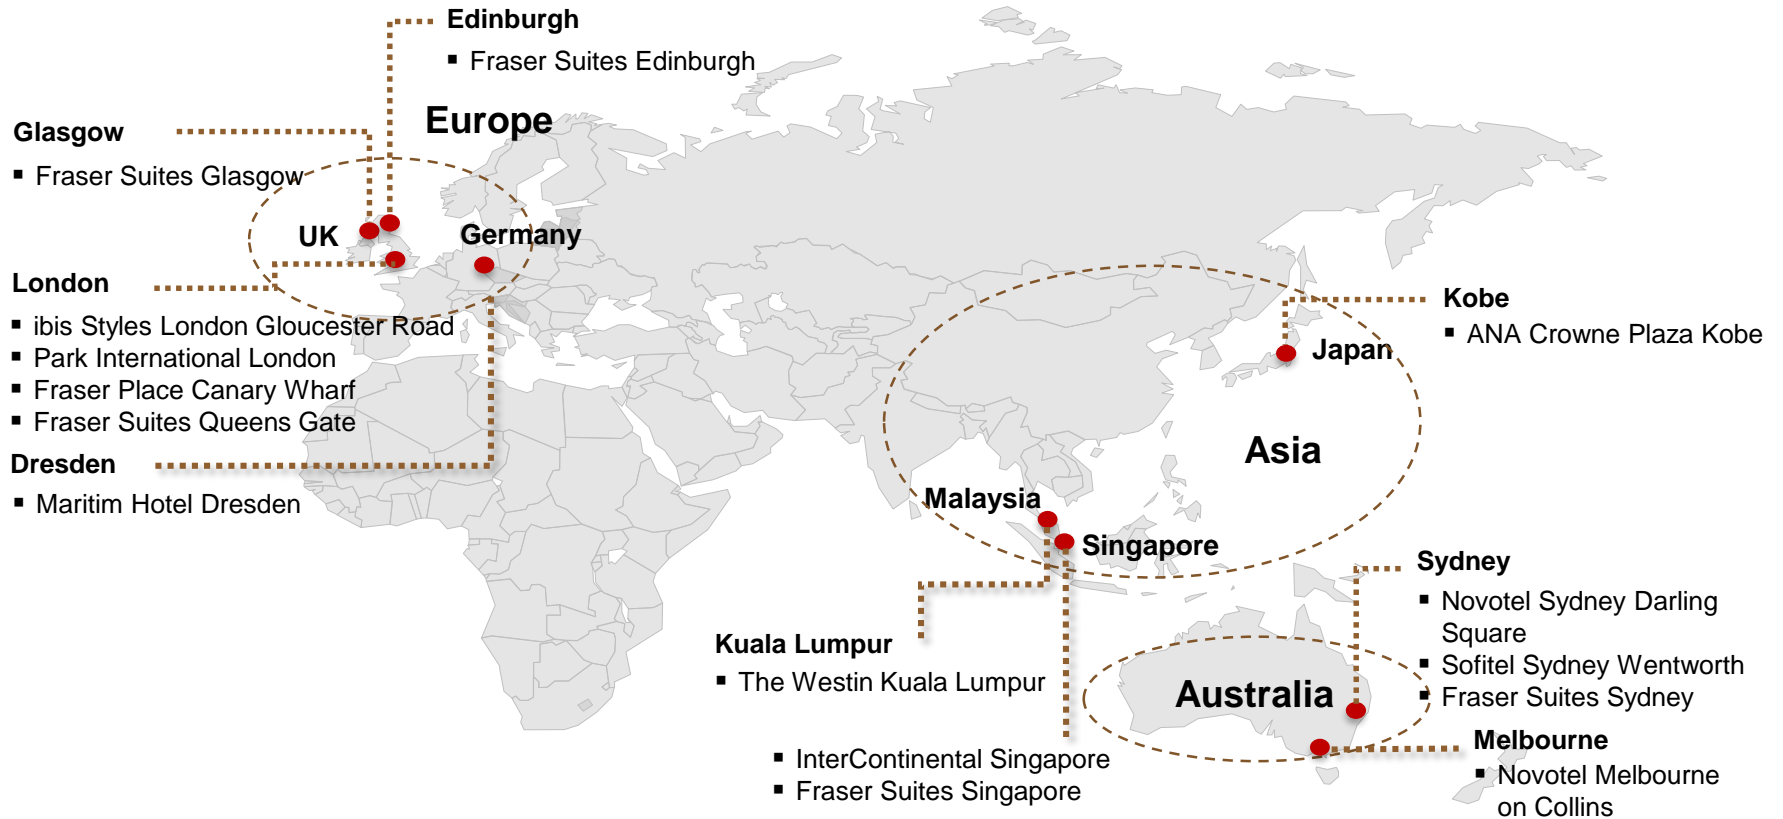 Edinburgh
▪ Fraser Suites Edinburgh
Europe
Glasgow
▪ Fraser Suites Glasgow
UK
Germany
London
▪ ibis Styles London Gloucester Road
▪ Park International London
▪ Fraser Place Canary Wharf
▪ Fraser Suites Queens Gate
Dresden
▪ Maritim Hotel Dresden
Kobe
▪ ANA Crowne Plaza Kobe
Japan
Asia
Malaysia
Singapore
Kuala Lumpur
▪ The Westin Kuala Lumpur
▪ InterContinental Singapore
▪ Fraser Suites Singapore
Sydney
▪ Novotel Sydney Darling
Square
▪ Sofitel Sydney Wentworth
▪ Fraser Suites Sydney
Australia
Melbourne
▪ Novotel Melbourne
on Collins